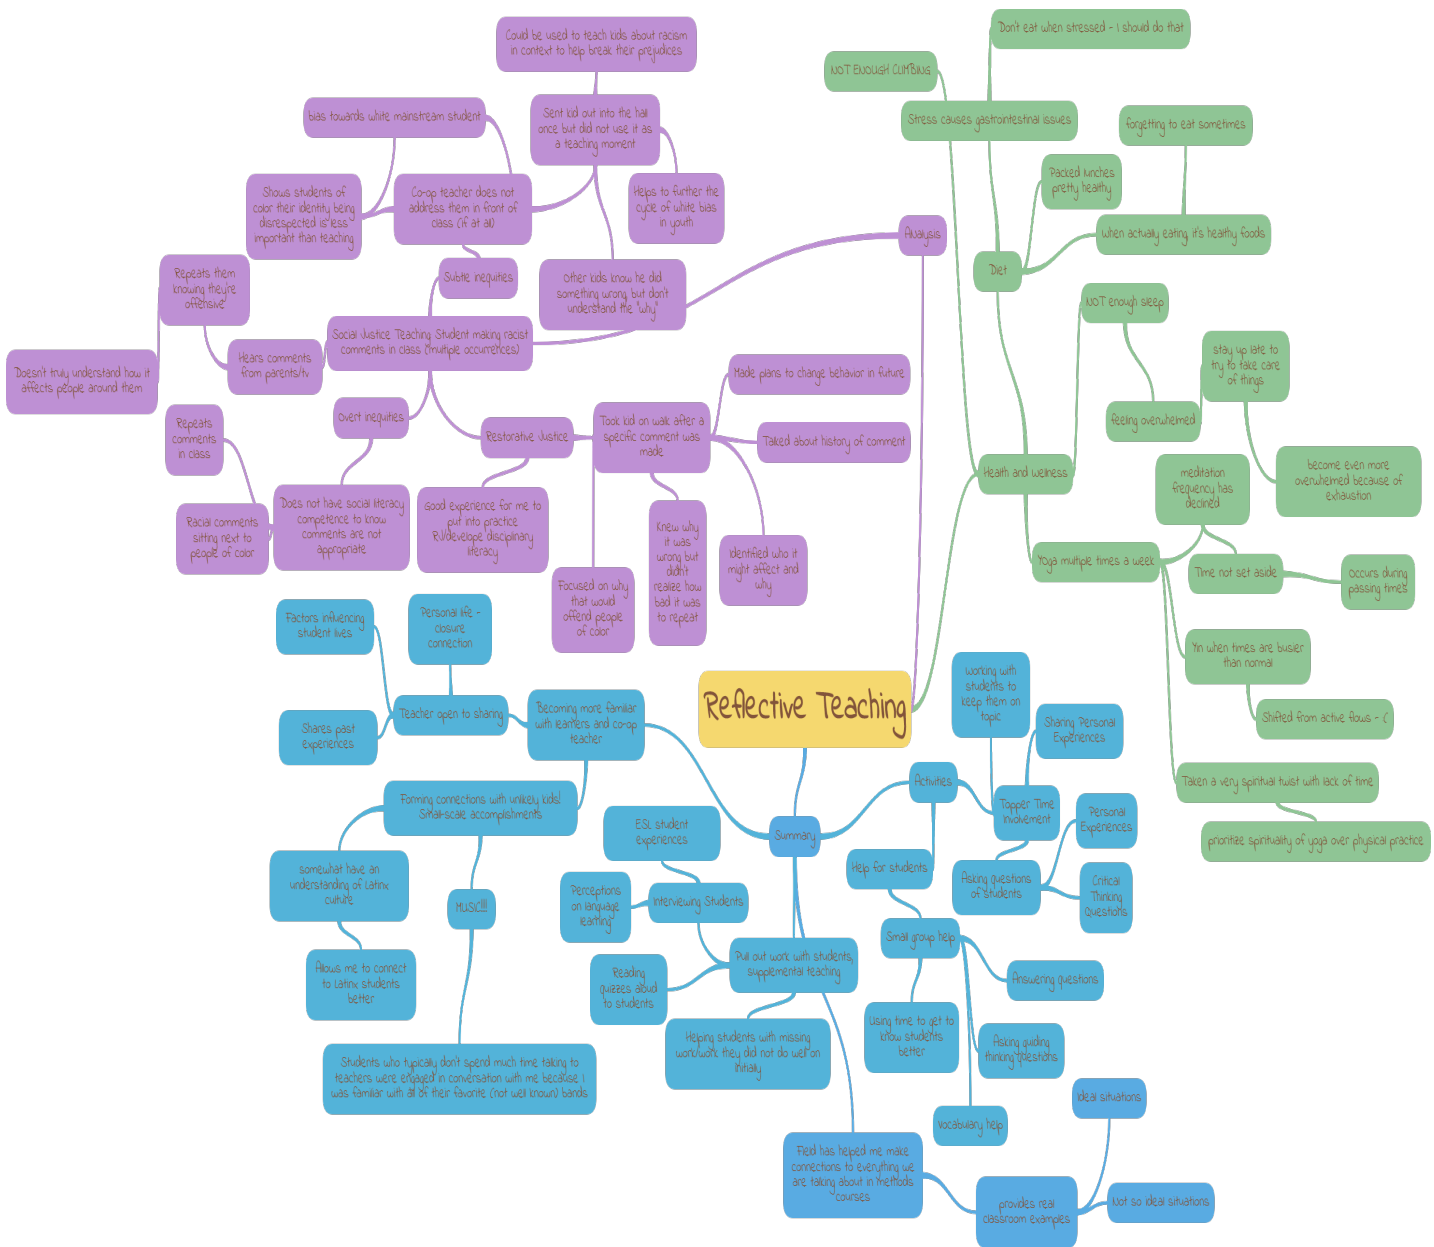 Could be used to teach kids about racism
in context to help break their prejudices
bias towards white mainstream student
Sent kid out into the hall
once but did not use it as
a teaching moment
Shows students of
color their identity being
disrespected is less
important than teaching
Co-op teacher does not
address them in front of
class (if at al)
Helps to further the
cycle of white bias
in youth
Analysis
Subtle inequities
Other kids know he did
something wrong, but don't
understand the "why"
Repeats them
knowing they're
offensive
Social Justice Teaching Student making racist
comments in class (multiple occurrences)
Hears comments
from parents/tv
Doesn't truly understand how it
affects people around them
Overt inequities
Repeats
comments
in class
Racial comments
sitting next to
people of color
Does not have social literacy
competence to know
comments are not
appropriate
Restorative Justice
Good experience for me to
put into practice
RJ/develope disciplinary
literacy
Took kid on walk after a
specific comment was
made
Made plans to change behavior in future
Talked about history of comment
Identified who it
might affect and
why
Knew why
it was
wrong but
didn't
realize how
bad it was
to repeat
Focused on why
that would
offend people
of color
Don't eat when stressed - I should do that
NOT ENOUGH CLIMBING
Stress causes gastrointestinal issues
forgetting to eat sometimes
Packed lunches
pretty healthy
When actually eating, it's healthy foods
Diet
NOT enough sleep
stay up late to
try to take care
of things
feeling overwhelmed
become even more
overwhelmed because of
exhaustion
Health and Wellness
meditation
frequency has
declined
Yoga multiple times a week
Time not set aside
Occurs during
passing times
Yin when times are busier
than normal
Shifted from active flows - :(
Taken a very spiritual twist with lack of time
prioritize spirituality of yoga over physical practice
Reflective Teaching
Factors influencing
student lives
Personal life -
closure
connection
Teacher open to sharing
Shares past
experiences
Becoming more familiar
with learners and co-op
teacher
Forming connections with unlikely kids!
Small-scale accomplishments
somewhat have an
understanding of Latinx
culture
Allows me to connect
to Latinx students
better
MUSIC!!!!
Students who typically don't spend much time talking to
teachers were engaged in conversation with me because I
was familiar with all of their favorite (not well known) bands
Summary
ESL student
experiences
Perceptions
on language
learning
Interviewing Students
Reading
quizzes aloud
to students
Pull out work with students,
supplemental teaching
Helping students with missing
work/work they did not do well on
initially
Activities
working with
students to
keep them on
topic
Sharing Personal
Experiences
Topper Time
Involvement
Personal
Experiences
Asking questions
of students
Critical
Thinking
Questions
Help for students
Small group help
Answering questions
Using time to get to
know students
better
Asking guiding
thinking questions
Vocabulary help
Field has helped me make
connections to everything we
are talking about in Methods
courses
provides real
classroom examples
Ideal situations
Not so ideal situations